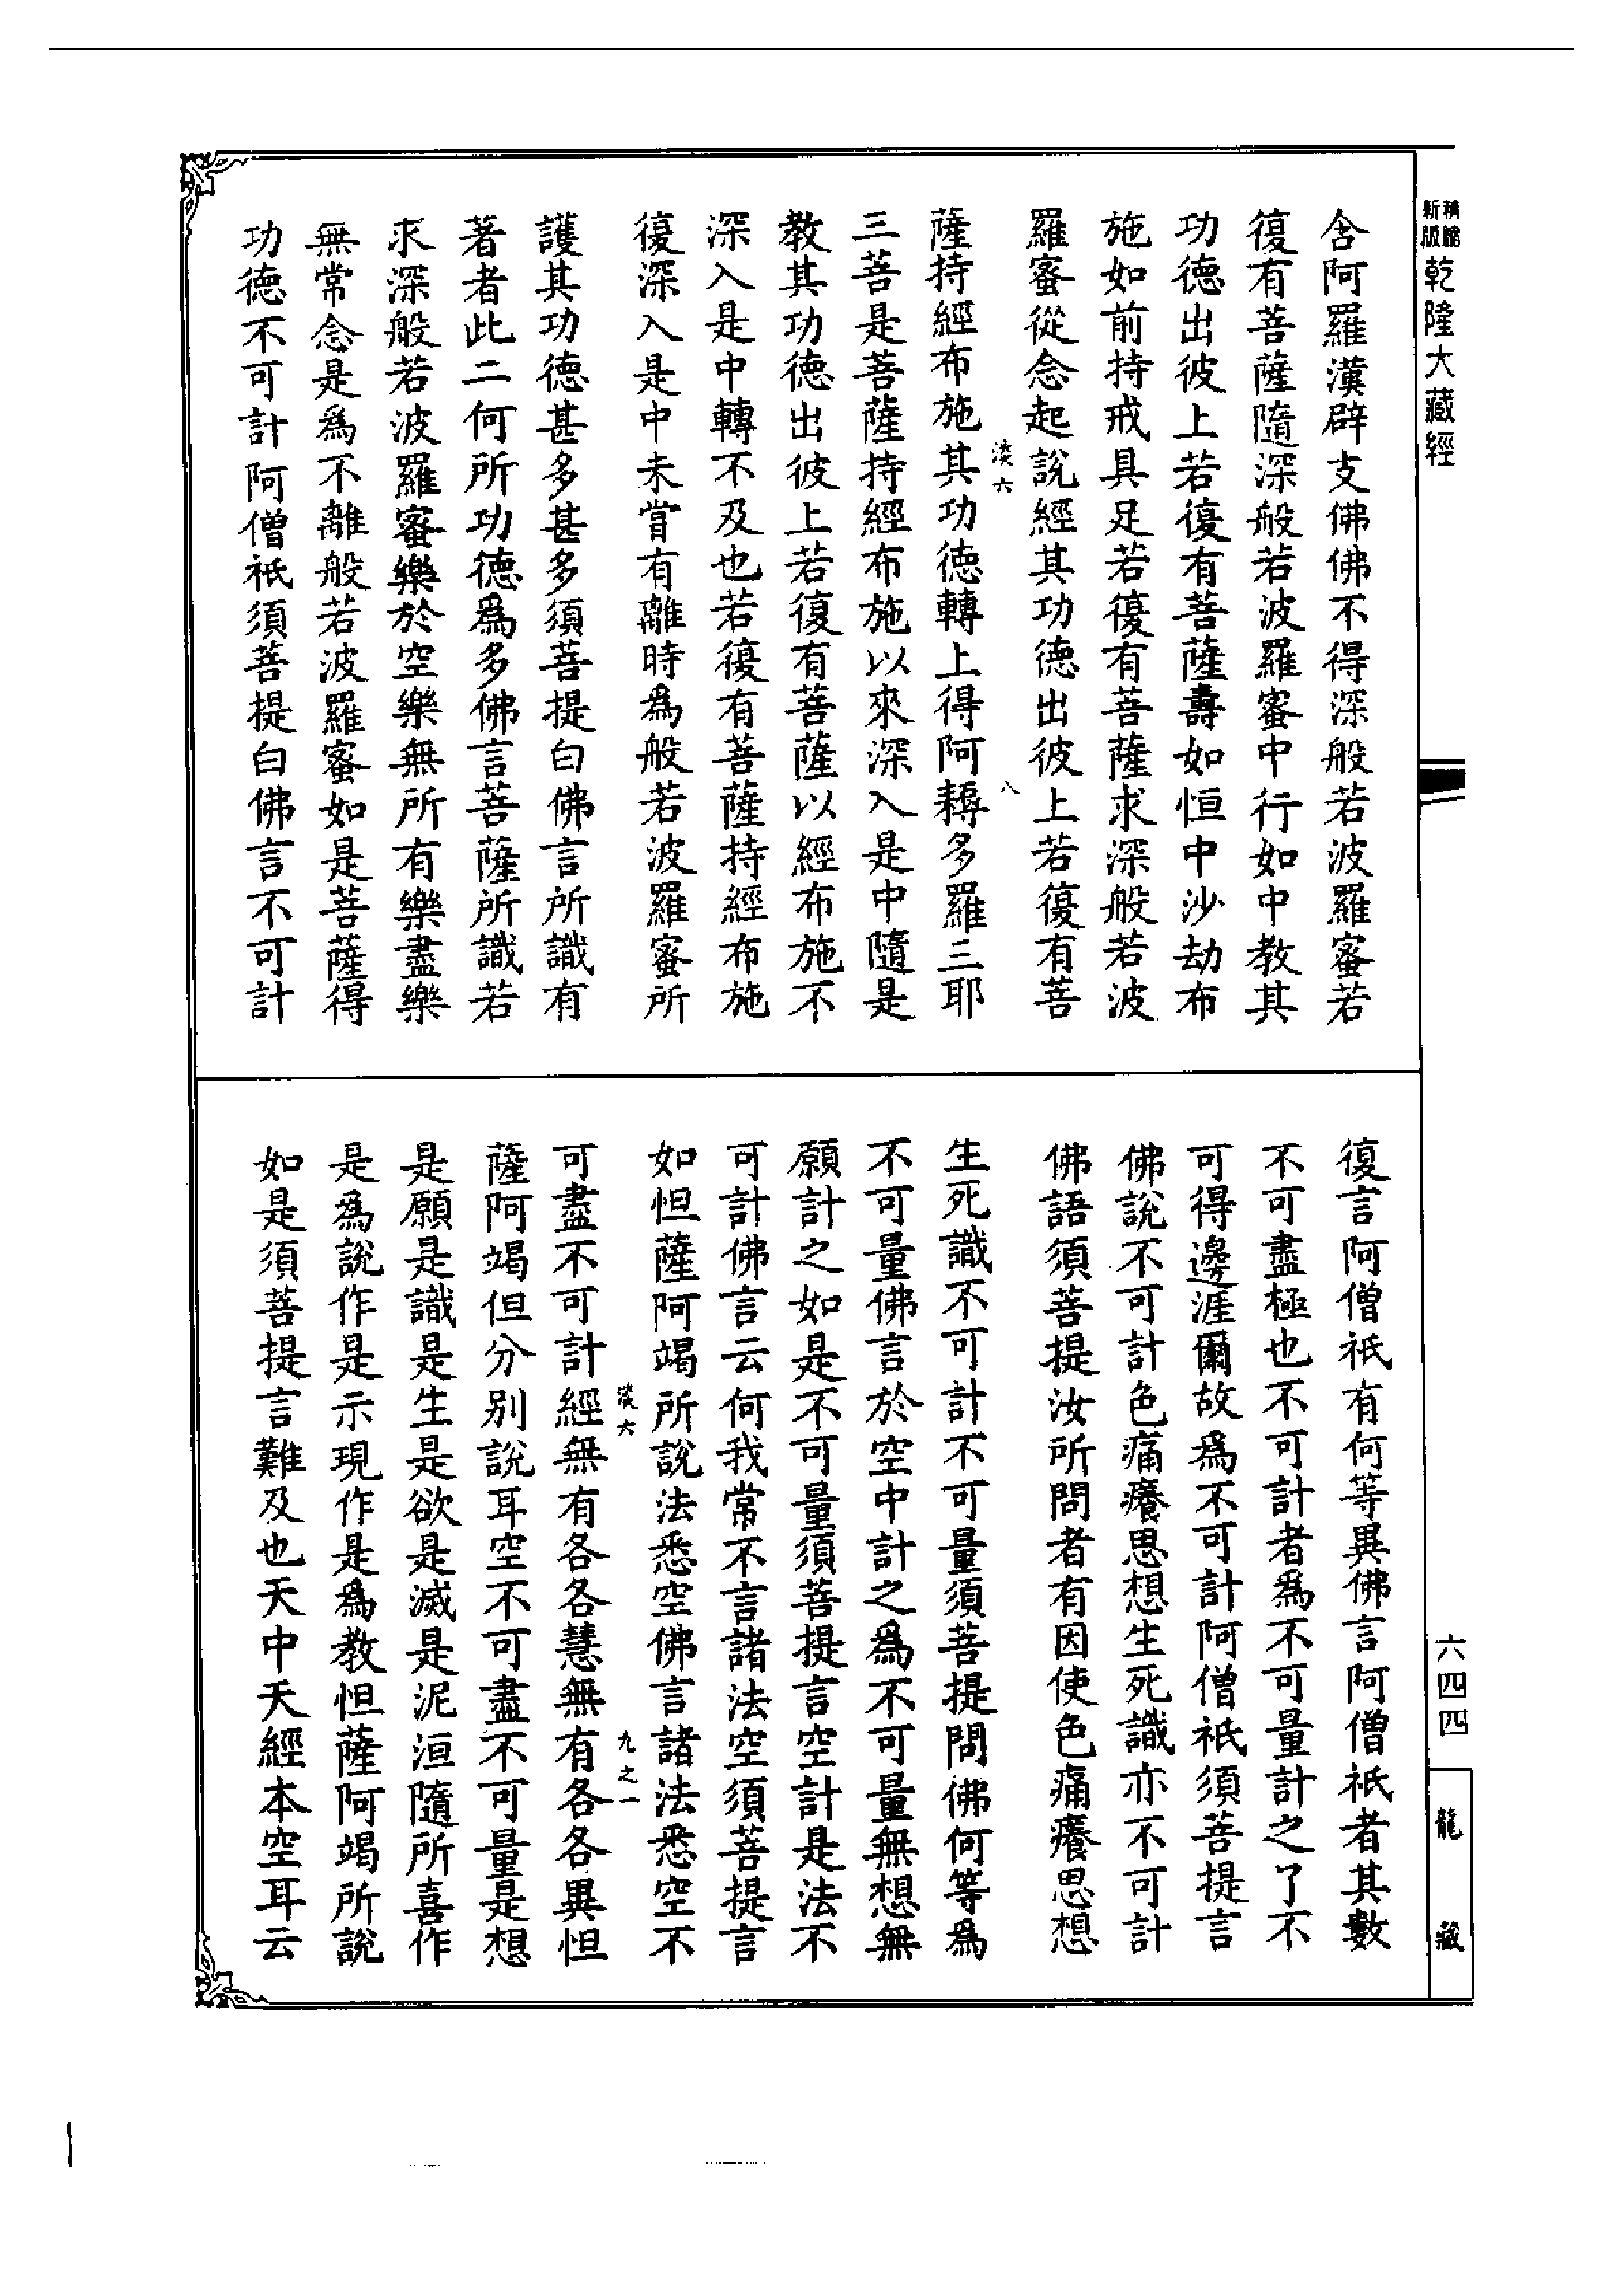 精縮新版乾隆大藏經
含阿羅漢辟支佛佛不得深般若波羅蜜若
復有菩薩隨深般若波羅蜜中行如中教其
功德出彼上若復有菩薩壽如恒中沙劫布
施如前持戒具足若復有菩薩求深般若波
羅蜜從念起說經其功德出彼上若復有菩
淡六
八
薩持經布施其功德轉上得阿耨多羅三耶
三菩是菩薩持經布施以來深入是中隨是
教其功德出彼上若復有菩薩以經布施不
深入是中轉不及也若復有菩薩持經布施
復深入是中未嘗有離時為般若波羅蜜所
護其功德甚多甚多須菩提白佛言所識有
著者此二何所功德爲多佛言菩薩所識若
求深般若波羅蜜樂於空樂無所有樂盡樂
無常念是爲不離般若波羅蜜如是菩薩得
功德不可計阿僧祇須菩提白佛言不可計
復言阿僧祇有何等異佛言阿僧祇者其數
不可盡極也不可計者爲不可量計之了不
可得邊涯爾故爲不可計阿僧祇須菩提言
佛說不可計色痛癢思想生死識亦不可計
佛語須菩提汝所問者有因使色痛癢思想
生死識不可計不可量須菩提問佛何等爲
不可量佛言於空中計之爲不可量無想無
願計之如是不可量須菩提言空計是法不
可計佛言云何我常不言諸法空須菩提言
如怛薩阿竭所說法悉空佛言諸法悉空不
淡六
九之一
可盡不可計經無有各各慧無有各各異怛
薩阿竭但分別說耳空不可盡不可量是想
是願是識是生是欲是滅是泥洹隨所喜作
是爲說作是示現作是爲教怛薩阿竭所說
如是須菩提言難及也天中天經本空耳云
六四四
龍藏